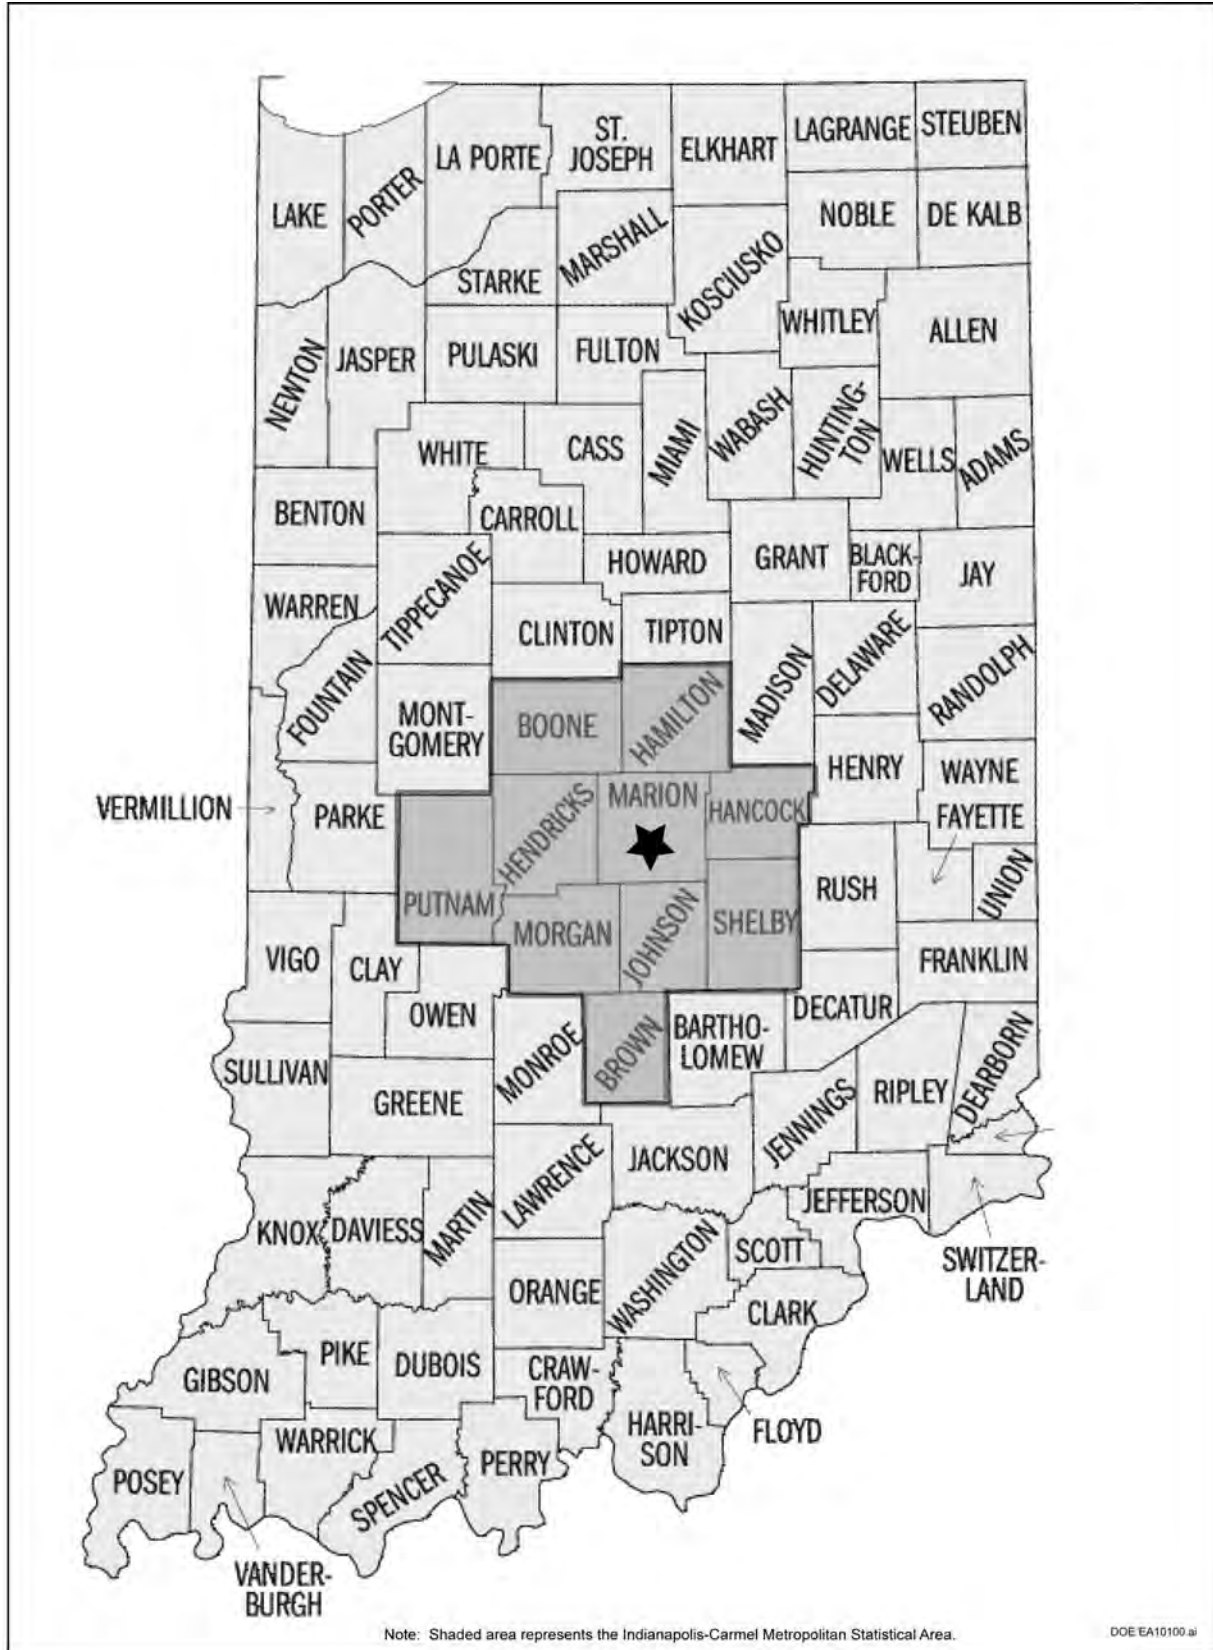 ST.
JOSEPH
LAGRANGE
STEUBEN
LA PORTE
ELKHART
LAKE
PORTER
NOBLE
DE KALB
STARKE
MARSHALL
KOSCIUSKO
WHITLEY
ALLEN
NEWTON
JASPER
PULASKI
FULTON
WHITE
CASS
MIAMI
WABASH
HUNTING-
TON
WELLS
ADAMS
BENTON
CARROLL
HOWARD
GRANT
BLACK-
FORD
JAY
WARREN
TIPPECANOE
CLINTON
TIPTON
MADISON
DELAWARE
RANDOLPH
FOUNTAIN
MONT-
GOMERY
BOONE
HAMILTON
HENRY
WAYNE
VERMILLION
PARKE
HENDRICKS
MARION
HANCOCK
FAYETTE
PUTNAM
MORGAN
JOHNSON
SHELBY
RUSH
UNION
VIGO
CLAY
OWEN
FRANKLIN
MONROE
BROWN
BARTHO-
LOMEW
DECATUR
SULLIVAN
GREENE
JENNINGS
RIPLEY
DEARBORN
LAWRENCE
JACKSON
KNOX
DAVIESS
MARTIN
JEFFERSON
ORANGE
WASHINGTON
SCOTT
SWITZER-
LAND
CLARK
GIBSON
PIKE
DUBOIS
CRAW-
FORD
HARRI-
SON
FLOYD
POSEY
WARRICK
SPENCER
PERRY
VANDER-
BURGH
Note: Shaded area represents the Indianapolis-Carmel Metropolitan Statistical Area.
DOE EA10100.ai